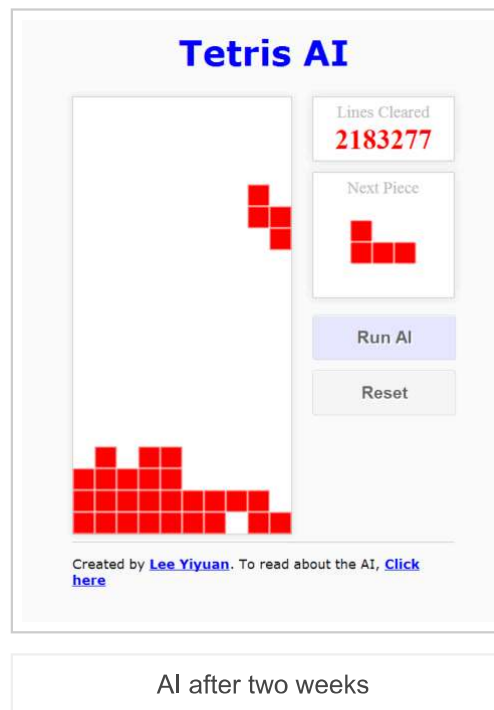 Tetris AI
Lines Cleared
2183277
Next Piece
Run AI
Reset
Created by Lee Yiyuan. To read about the AI, Click
here
AI after two weeks